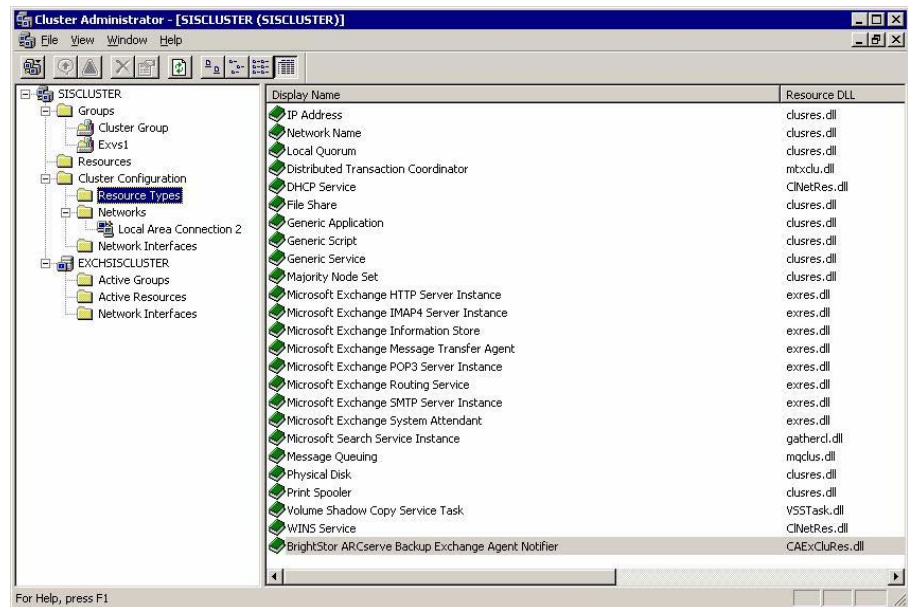 Cluster Administrator - [SISCLUSTER (SISCLUSTER)]
File View Window Help
SISCLUSTER
Groups
Cluster Group
Exvs1
Resources
Cluster Configuration
Resource Types
Networks
Local Area Connection 2
Network Interfaces
EXCHSISCLUSTER
Active Groups
Active Resources
Network Interfaces
Display Name Resource DLL
IP Address clusres.dll
Network Name clusres.dll
Local Quorum clusres.dll
Distributed Transaction Coordinator mtxclu.dll
DHCP Service ClNetRes.dll
File Share clusres.dll
Generic Application clusres.dll
Generic Script clusres.dll
Generic Service clusres.dll
Majority Node Set clusres.dll
Microsoft Exchange HTTP Server Instance exres.dll
Microsoft Exchange IMAP4 Server Instance exres.dll
Microsoft Exchange Information Store exres.dll
Microsoft Exchange Message Transfer Agent exres.dll
Microsoft Exchange POP3 Server Instance exres.dll
Microsoft Exchange Routing Service exres.dll
Microsoft Exchange SMTP Server Instance exres.dll
Microsoft Exchange System Attendant exres.dll
Microsoft Search Service Instance gathercl.dll
Message Queuing mqclus.dll
Physical Disk clusres.dll
Print Spooler clusres.dll
Volume Shadow Copy Service Task VSSTask.dll
WINS Service ClNetRes.dll
BrightStor ARCserve Backup Exchange Agent Notifier CAExCluRes.dll
For Help, press F1